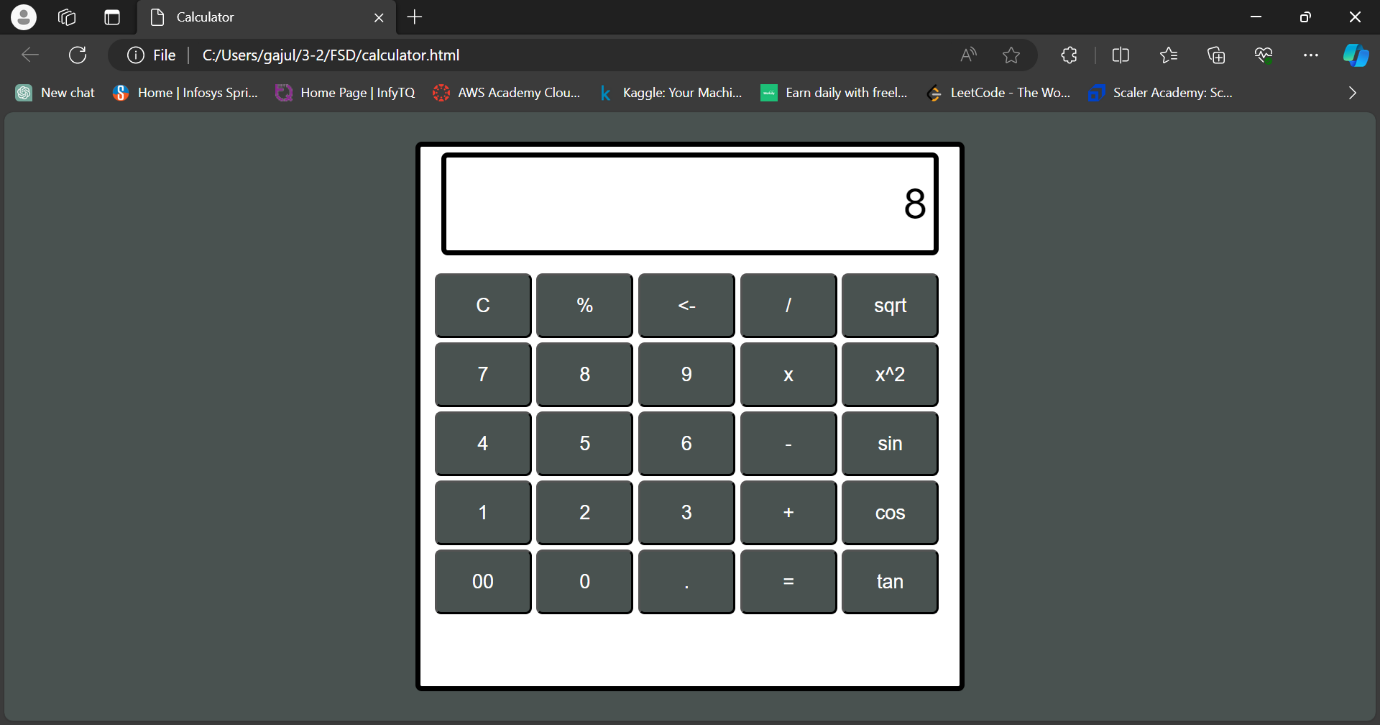 Calculator
File C:/Users/gajul/3-2/FSD/calculator.html
New chat Home | Infosys Spri... Home Page | InfyTQ AWS Academy Clou... Kaggle: Your Machi... Earn daily with freel... LeetCode - The Wo... Scaler Academy: Sc...
8
C % <- / sqrt
7 8 9 x x^2
4 5 6 - sin
1 2 3 + cos
00 0 . = tan